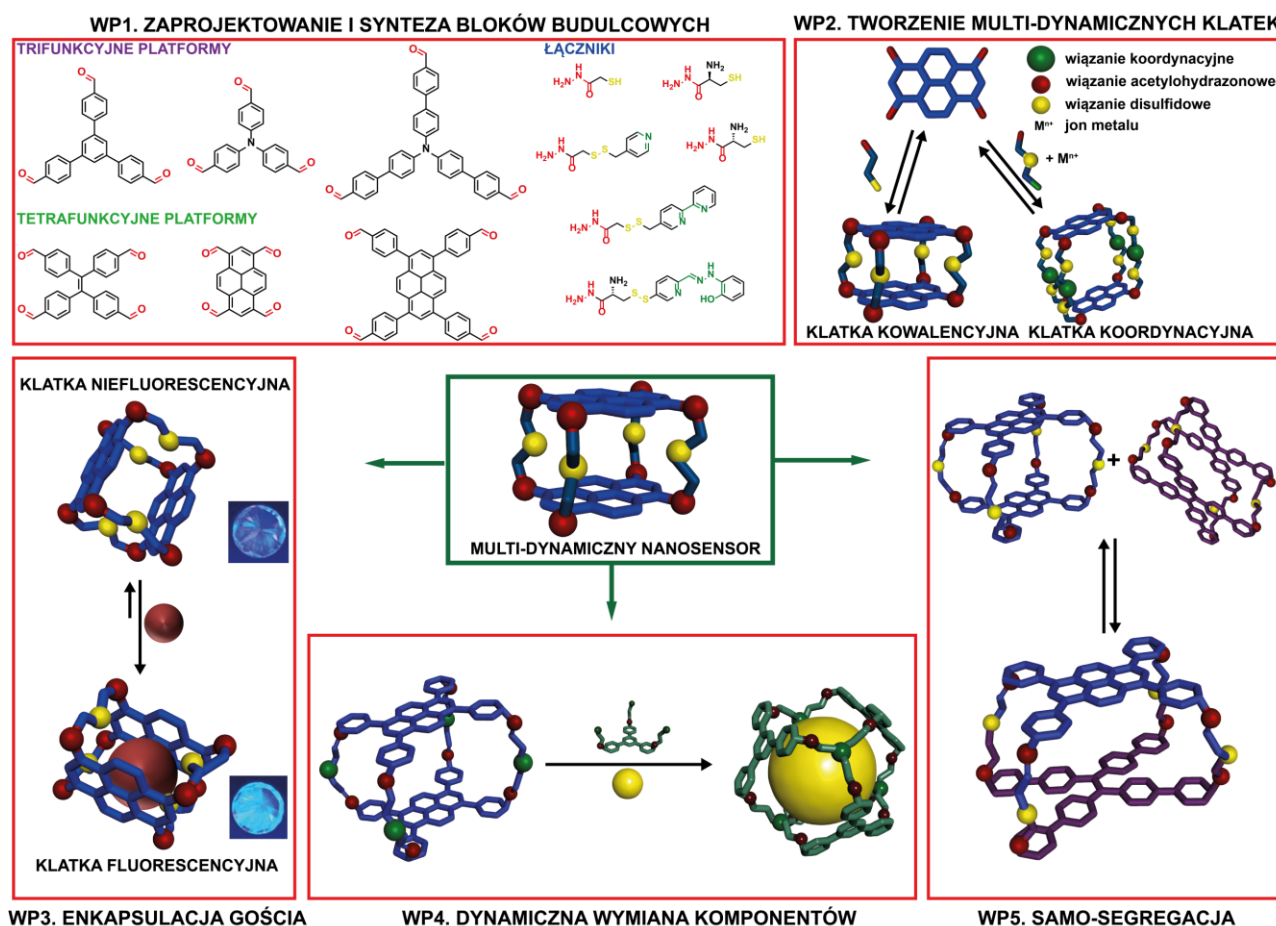 WP1. ZAPROJEKTOWANIE I SYNTEZA BLOKÓW BUDULCOWYCH
TRIFUNKCYJNE PLATFORMY
ŁĄCZNIKI
TETRAFUNKCYJNE PLATFORMY
WP2. TWORZENIE MULTI-DYNAMICZNYCH KLATEK
wiązanie koordynacyjne
wiązanie acetylohydrazonowe
wiązanie disulfidowe
Mⁿ⁺ jon metalu
+ Mⁿ⁺
KLATKA KOWALENCYJNA
KLATKA KOORDYNACYJNA
KLATKA NIEFLUORESCENCYJNA
KLATKA FLUORESCENCYJNA
WP3. ENKAPSULACJA GOŚCIA
MULTI-DYNAMICZNY NANOSENSOR
WP4. DYNAMICZNA WYMIANA KOMPONENTÓW
+
WP5. SAMO-SEGREGACJA